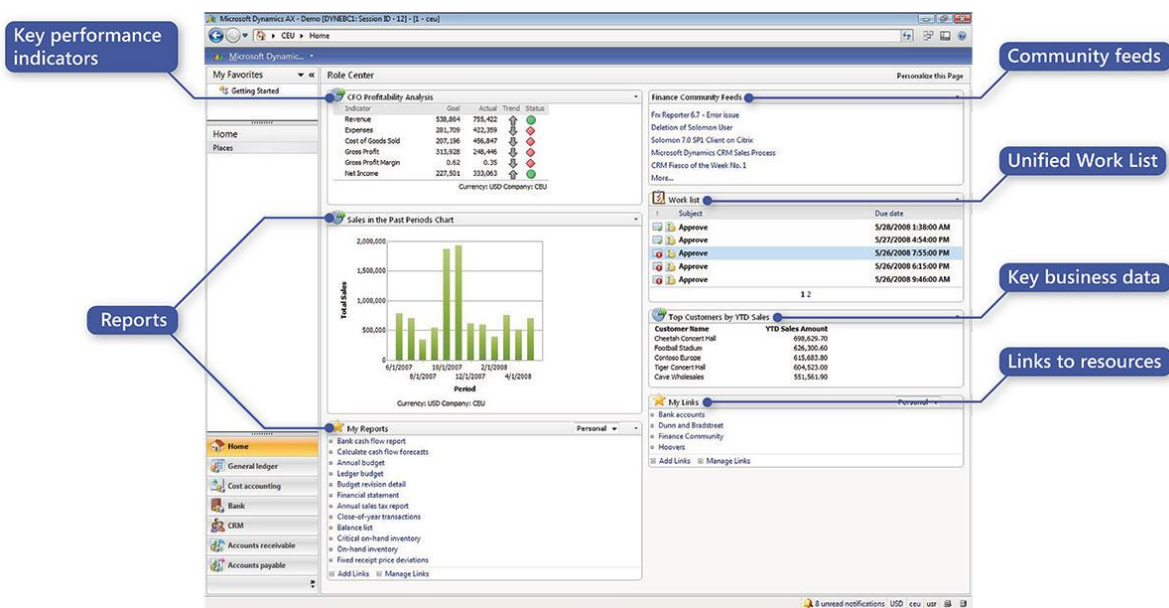 Microsoft Dynamics AX - Demo [DYNEBC1: Session ID - 12] - [1 - ceu]
CEU
Home
Microsoft Dynamic...
Key performance
indicators
Community feeds
Unified Work List
Key business data
Links to resources
Reports
My Favorites
Getting Started
Home
Places
Role Center
Personalize this Page
CFO Profitability Analysis
Indicator Goal Actual Trend Status
Revenue 538,864 755,422
Expenses 281,709 422,359
Cost of Goods Sold 207,196 456,847
Gross Profit 313,928 248,446
Gross Profit Margin 0.62 0.35
Net Income 227,501 333,063
Currency: USD Company: CEU
Sales in the Past Periods Chart
Total Sales
2,000,000
1,500,000
1,000,000
500,000
0
6/1/2007 10/1/2007 2/1/2008
8/1/2007 12/1/2007 4/1/2008
Period
Currency: USD Company: CEU
My Reports Personal
Bank cash flow report
Calculate cash flow forecasts
Annual budget
Ledger budget
Budget revision detail
Financial statement
Annual sales tax report
Close-of-year transactions
Balance list
Critical on-hand inventory
On-hand inventory
Fixed receipt price deviations
Add Links Manage Links
Finance Community Feeds
Frx Reporter 6.7 - Error issue
Deletion of Solomon User
Solomon 7.0 SP1 Client on Citrix
Microsoft Dynamics CRM Sales Process
CRM Fiasco of the Week No. 1
More...
Work list
! Subject Due date
Approve 5/28/2008 1:38:00 AM
Approve 5/27/2008 4:54:00 PM
Approve 5/26/2008 7:55:00 PM
Approve 5/26/2008 6:15:00 PM
Approve 5/26/2008 9:46:00 AM
1 2
Top Customers by YTD Sales
Customer Name YTD Sales Amount
Cheetah Concert Hall 698,629.70
Football Stadium 626,300.60
Contoso Europe 615,683.80
Tiger Concert Hall 604,523.00
Cave Wholesales 551,561.90
My Links Personal
Bank accounts
Dunn and Bradstreet
Finance Community
Hoovers
Add Links Manage Links
Home
General ledger
Cost accounting
Bank
CRM
Accounts receivable
Accounts payable
8 unread notifications USD ceu usr